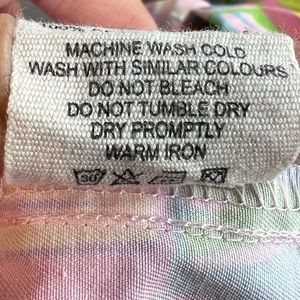 MACHINE WASH COLD
WASH WITH SIMILAR COLOURS
DO NOT BLEACH
DO NOT TUMBLE DRY
DRY PROMPTLY
WARM IRON